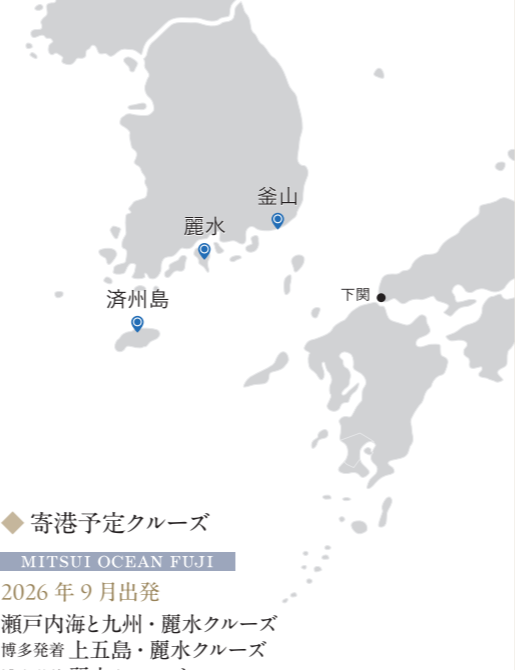 釜山
麗水
済州島
下関
寄港予定クルーズ
MITSUI OCEAN FUJI
2026 年 9 月出発
瀬戸内海と九州・麗水クルーズ
博多発着 上五島・麗水クルーズ